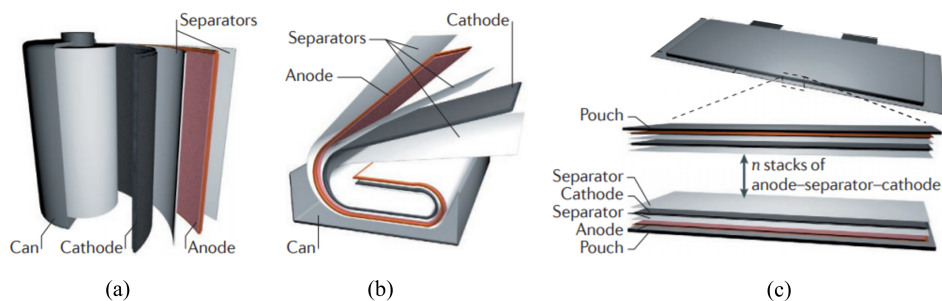 Separators
Can
Cathode
Anode
(a)
Cathode
Separators
Anode
Can
(b)
Pouch
n stacks of
anode–separator–cathode
Separator
Cathode
Separator
Anode
Pouch
(c)